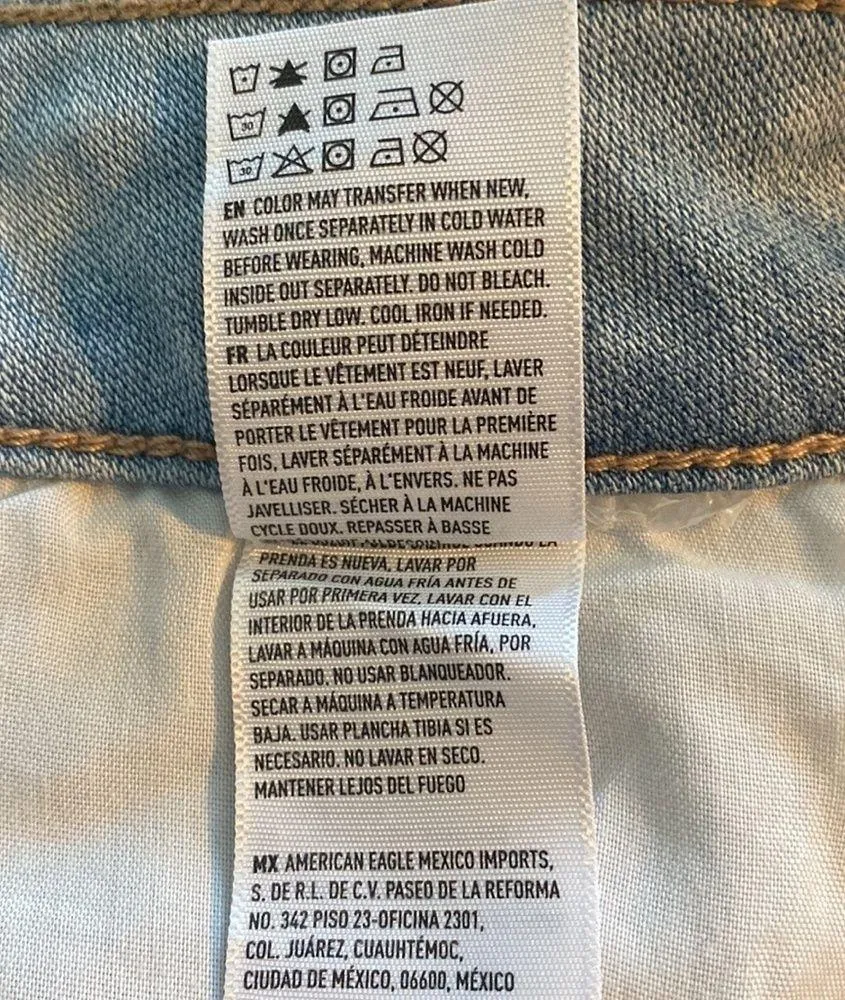 30
30
EN COLOR MAY TRANSFER WHEN NEW,
WASH ONCE SEPARATELY IN COLD WATER
BEFORE WEARING, MACHINE WASH COLD
INSIDE OUT SEPARATELY. DO NOT BLEACH.
TUMBLE DRY LOW. COOL IRON IF NEEDED.
FR LA COULEUR PEUT DÉTEINDRE
LORSQUE LE VÊTEMENT EST NEUF, LAVER
SÉPARÉMENT À L'EAU FROIDE AVANT DE
PORTER LE VÊTEMENT POUR LA PREMIÈRE
FOIS, LAVER SÉPARÉMENT À LA MACHINE
À L'EAU FROIDE, À L'ENVERS. NE PAS
JAVELLISER. SÉCHER À LA MACHINE
CYCLE DOUX. REPASSER À BASSE
LA
PRENDA ES NUEVA, LAVAR POR
SEPARADO CON AGUA FRÍA ANTES DE
USAR POR PRIMERA VEZ, LAVAR CON EL
INTERIOR DE LA PRENDA HACIA AFUERA,
LAVAR A MÁQUINA CON AGUA FRÍA, POR
SEPARADO. NO USAR BLANQUEADOR.
SECAR A MÁQUINA A TEMPERATURA
BAJA. USAR PLANCHA TIBIA SI ES
NECESARIO. NO LAVAR EN SECO.
MANTENER LEJOS DEL FUEGO
MX AMERICAN EAGLE MEXICO IMPORTS,
S. DE R.L. DE C.V. PASEO DE LA REFORMA
NO. 342 PISO 23-OFICINA 2301,
COL. JUÁREZ, CUAUHTÉMOC,
CIUDAD DE MÉXICO, 06600, MÉXICO